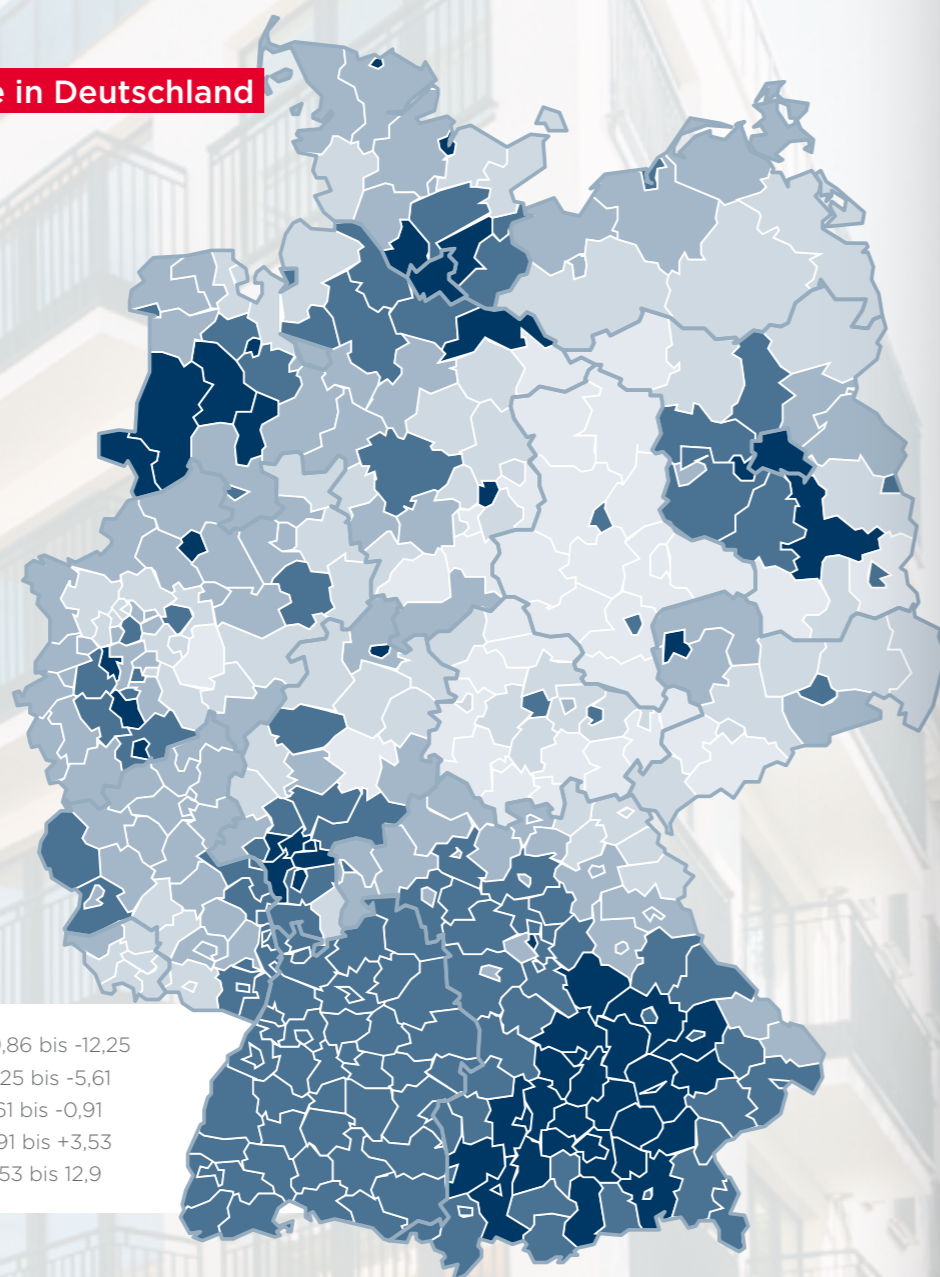 e in Deutschland
,86 bis -12,25
25 bis -5,61
61 bis -0,91
91 bis +3,53
53 bis 12,9